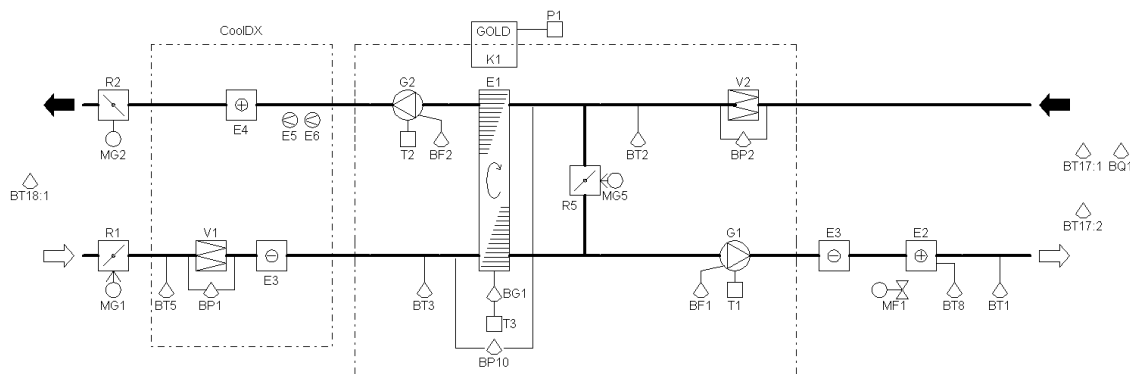 P1
CoolDX
GOLD
K1
R2
G2
E1
V2
E4
E5 E6
MG2
T2
BF2
BT2
BP2
BT17:1 BQ1
BT18:1
R5
MG5
BT17:2
R1
V1
G1
E3
E2
E3
MG1
BT5
BP1
BT3
BG1
BF1
T1
MF1
BT8
BT1
T3
BP10